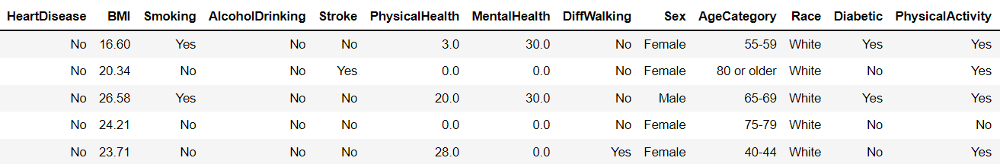 HeartDisease BMI Smoking AlcoholDrinking Stroke PhysicalHealth MentalHealth DiffWalking Sex AgeCategory Race Diabetic PhysicalActivity
No 16.60 Yes No No 3.0 30.0 No Female 55-59 White Yes Yes
No 20.34 No No Yes 0.0 0.0 No Female 80 or older White No Yes
No 26.58 Yes No No 20.0 30.0 No Male 65-69 White Yes Yes
No 24.21 No No No 0.0 0.0 No Female 75-79 White No No
No 23.71 No No No 28.0 0.0 Yes Female 40-44 White No Yes